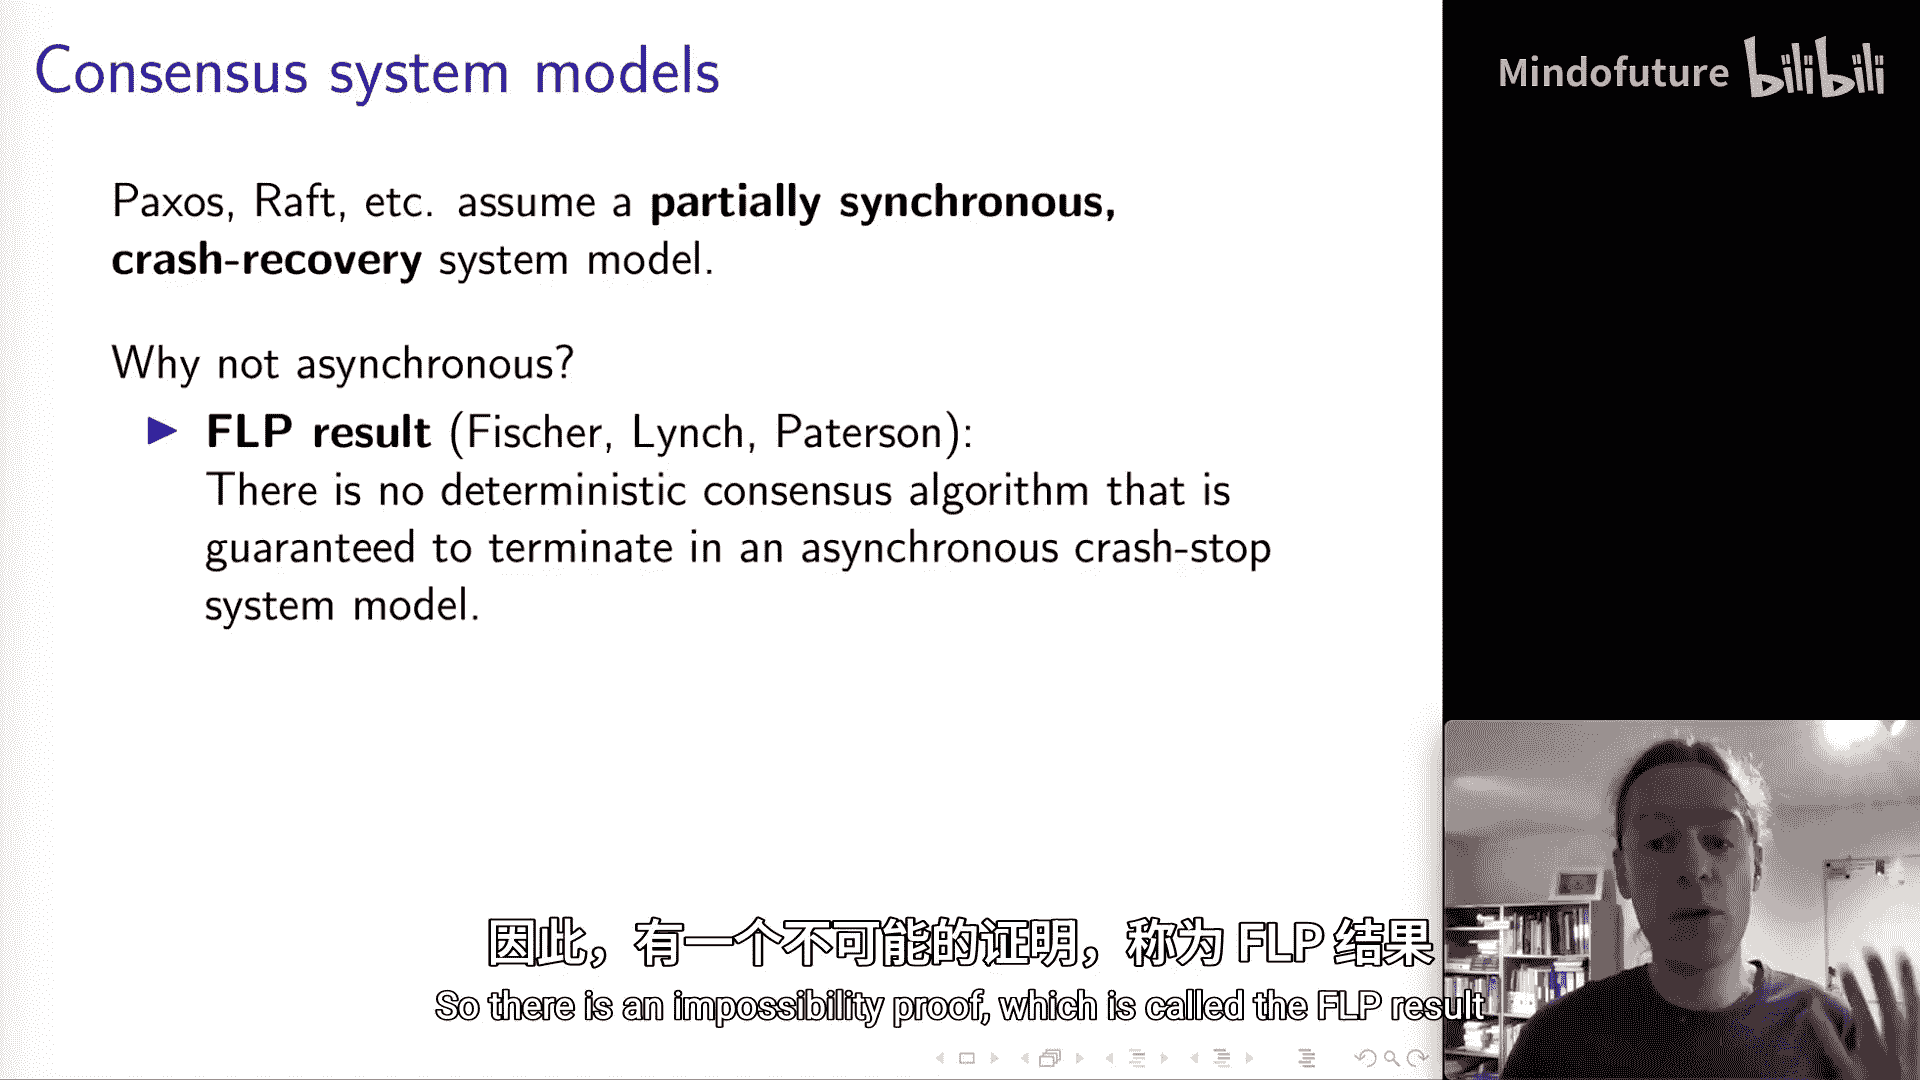 Consensus system models
Mindofuture bilibili
Paxos, Raft, etc. assume a partially synchronous,
crash-recovery system model.
Why not asynchronous?
FLP result (Fischer, Lynch, Paterson):
There is no deterministic consensus algorithm that is
guaranteed to terminate in an asynchronous crash-stop
system model.
因此，有一个不可能的证明，称为 FLP 结果
So there is an impossibility proof, which is called the FLP result